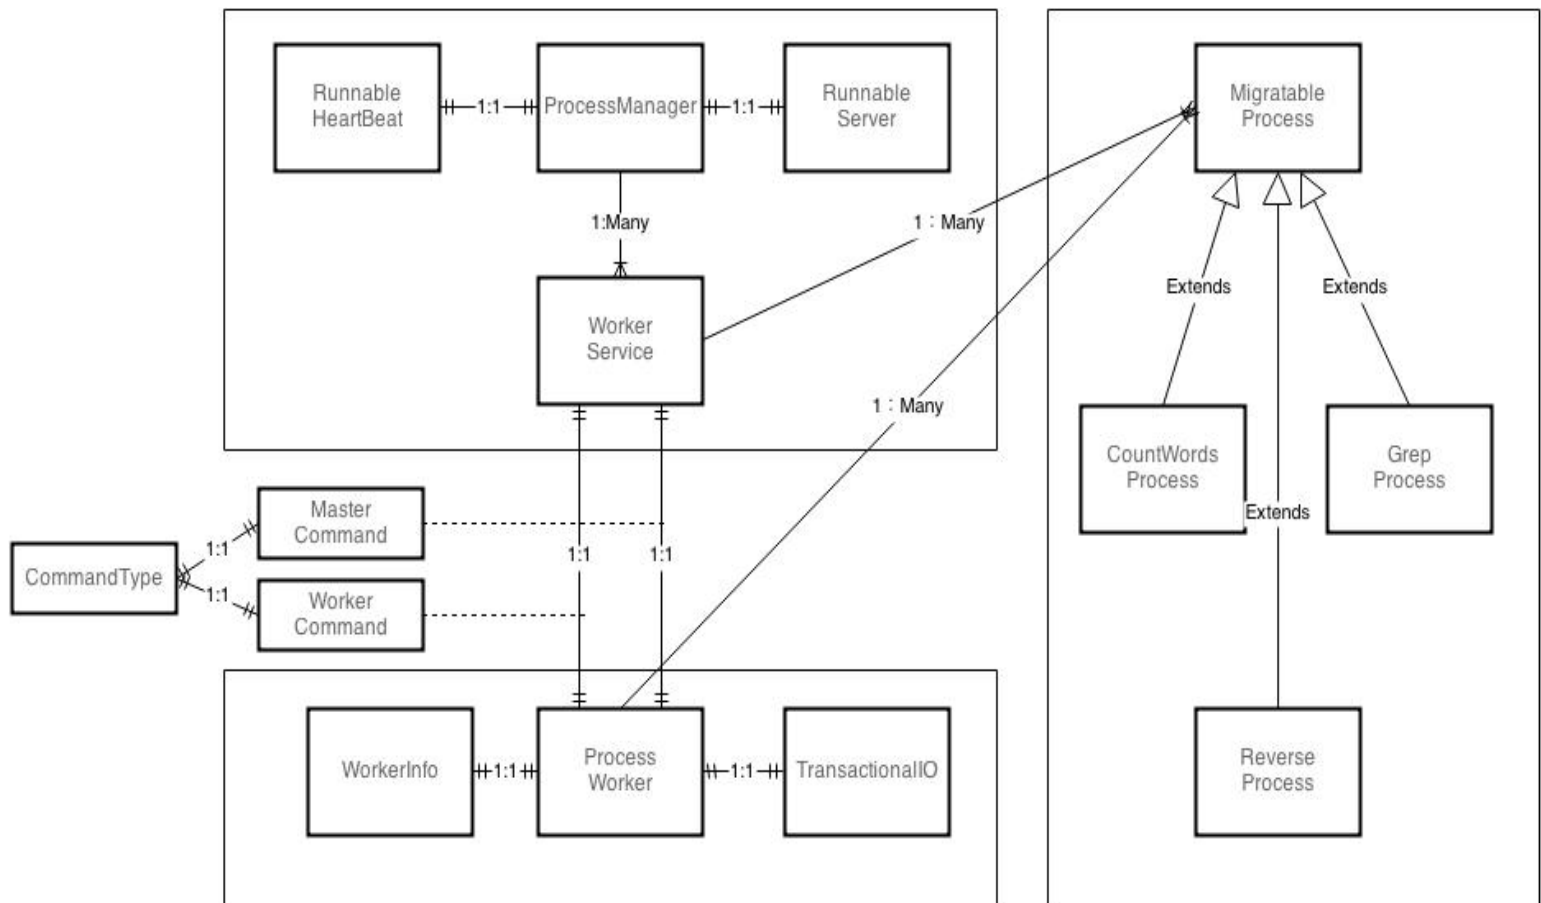 Runnable
HeartBeat
1:1
ProcessManager
1:1
Runnable
Server
Migratable
Process
1:Many
1 : Many
Worker
Service
Extends
Extends
1 : Many
CountWords
Process
Grep
Process
Extends
Master
Command
1:1
CommandType
1:1
Worker
Command
1:1
1:1
WorkerInfo
1:1
Process
Worker
1:1
TransactionalIO
Reverse
Process